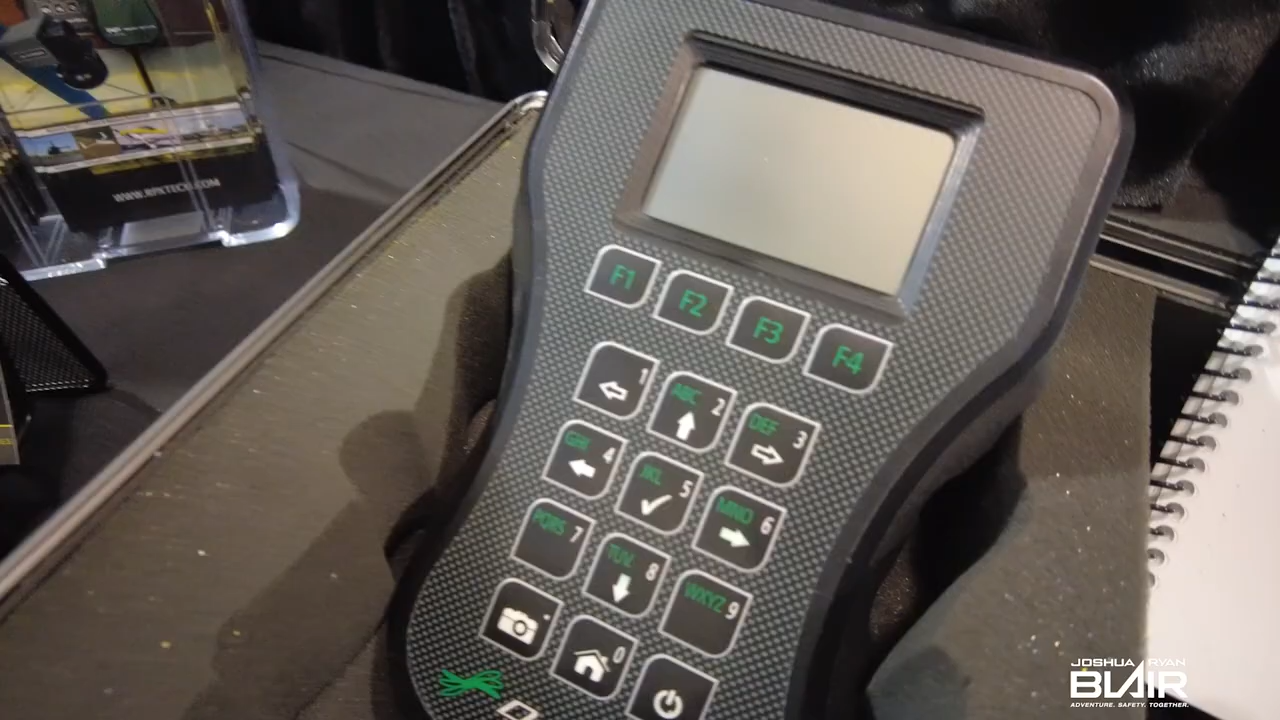 WWW.RPXTECH.COM
F1 F2 F3 F4
1
ABC 2
DEF 3
GHI 4
JKL 5
MNO 6
PQRS 7
TUV 8
WXYZ 9
0
JOSHUA RYAN
BLAIR
ADVENTURE. SAFETY. TOGETHER.